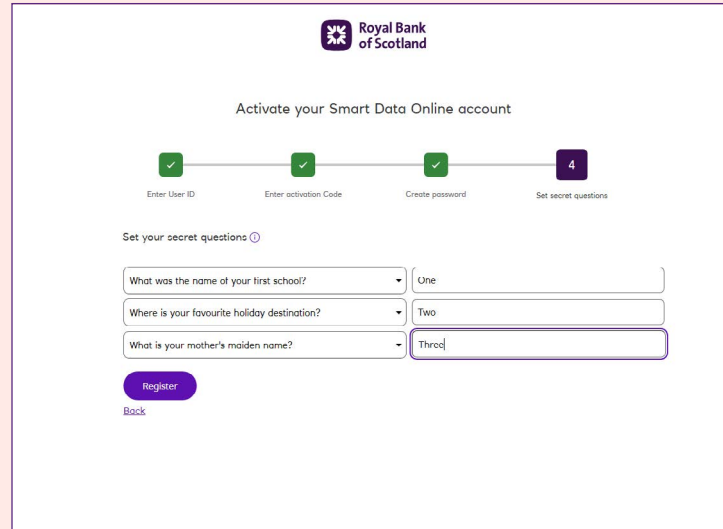 Royal Bank
of Scotland
Activate your Smart Data Online account
4
Enter User ID
Enter activation Code
Create password
Set secret questions
Set your secret questions
What was the name of your first school?
One
Where is your favourite holiday destination?
Two
What is your mother's maiden name?
Three
Register
Back